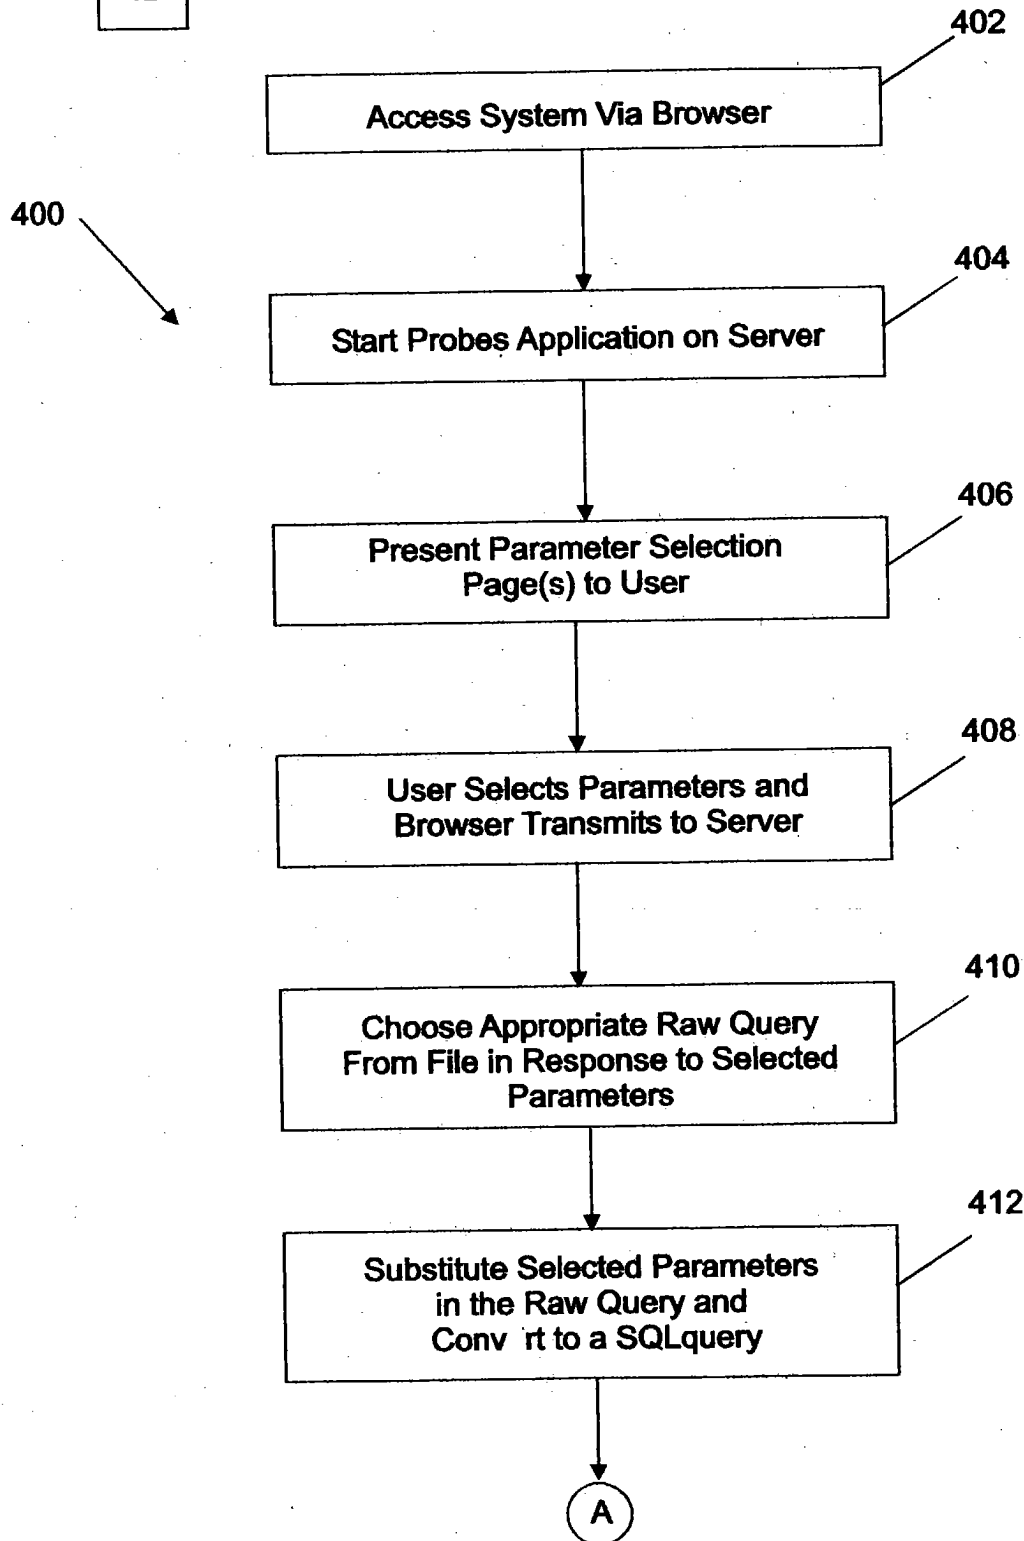 402
Access System Via Browser
400
404
Start Probes Application on Server
406
Present Parameter Selection
Page(s) to User
408
User Selects Parameters and
Browser Transmits to Server
410
Choose Appropriate Raw Query
From File in Response to Selected
Parameters
412
Substitute Selected Parameters
in the Raw Query and
Conv rt to a SQLquery
A